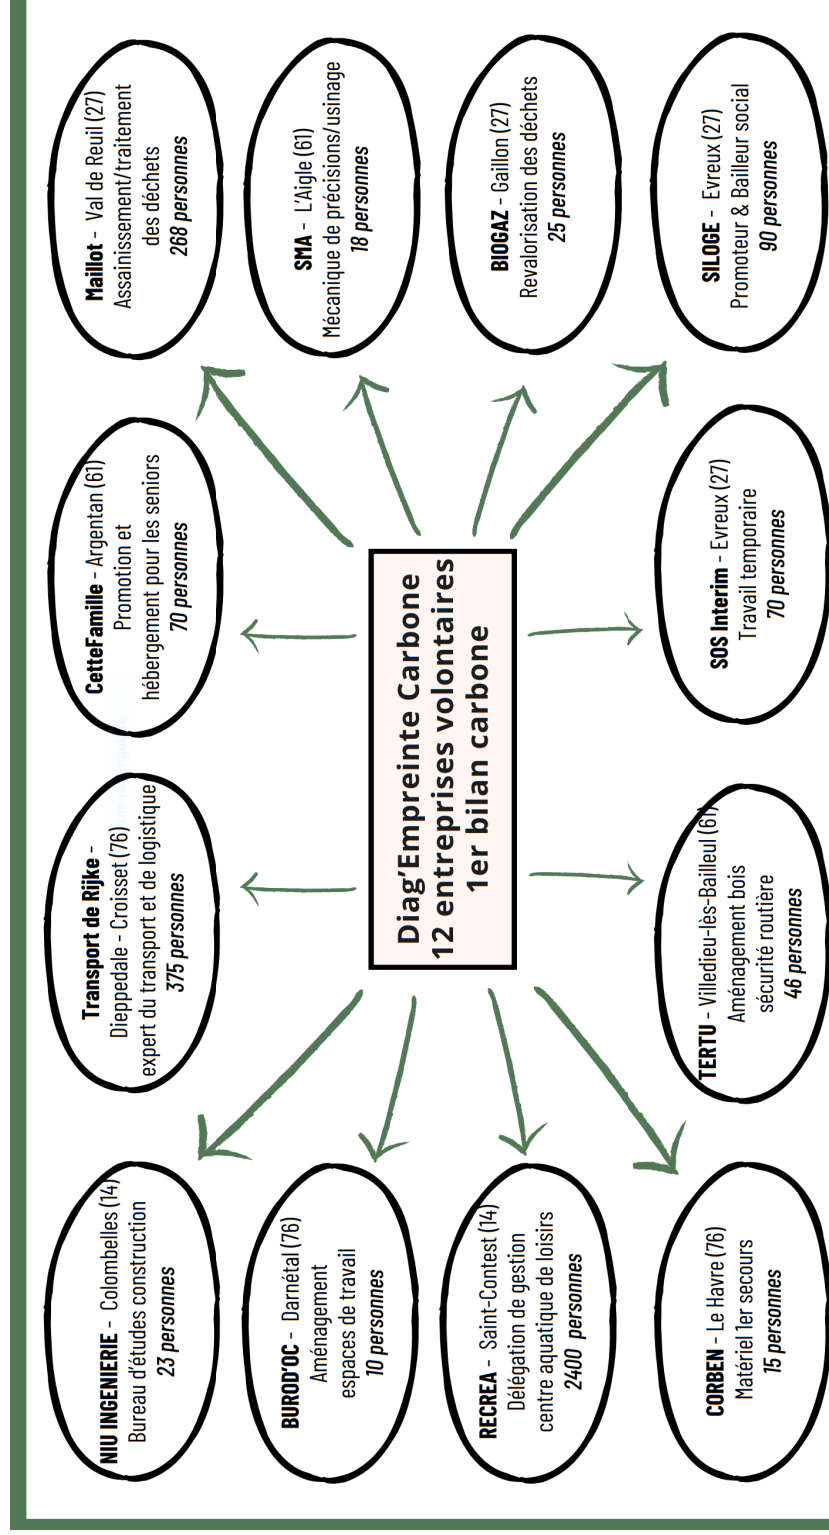 NIU INGENIERIE - Colombelles (14)
Bureau d'études construction
23 personnes
Transport de Rijke -
Dieppedale - Croisset (76)
expert du transport et de logistique
375 personnes
CetteFamille - Argentan (61)
Promotion et
hébergement pour les seniors
70 personnes
Maillot - Val de Reuil (27)
Assainissement/traitement
des déchets
268 personnes
BUROD'OC - Darnétal (76)
Aménagement
espaces de travail
10 personnes
SMA - L'Aigle (61)
Mécanique de précisions/usinage
18 personnes
Diag'Empreinte Carbone
12 entreprises volontaires
1er bilan carbone
RECREA - Saint-Contest (14)
Délégation de gestion
centre aquatique de loisirs
2400 personnes
BIOGAZ - Gaillon (27)
Revalorisation des déchets
25 personnes
CORBEN - Le Havre (76)
Matériel 1er secours
15 personnes
TERTU - Villedieu-lès-Bailleul (61)
Aménagement bois
sécurité routière
46 personnes
SOS Interim - Evreux (27)
Travail temporaire
70 personnes
SILOGE - Evreux (27)
Promoteur & Bailleur social
90 personnes